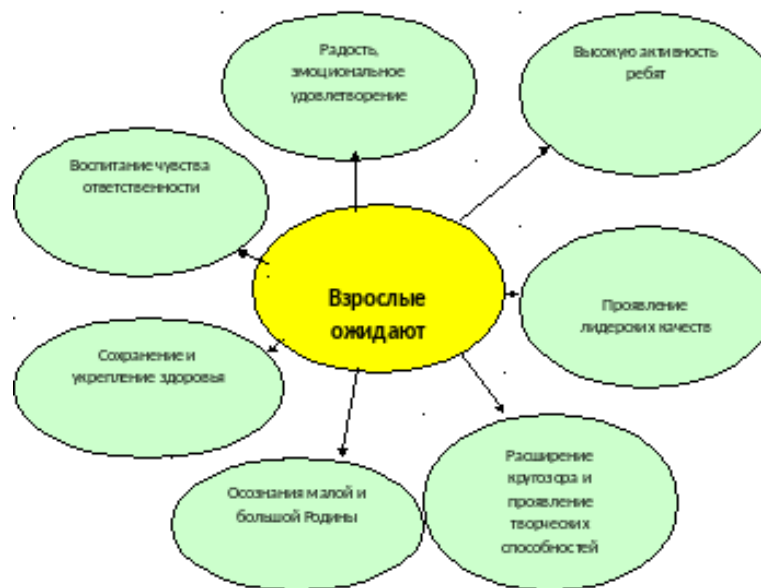 Радость,
эмоциональное
удовлетворение
Высокую активность
ребят
Воспитание чувства
ответственности
Взрослые
ожидают
Проявление
лидерских качеств
Сохранение и
укрепление здоровья
Расширение
кругозора и
проявление
творческих
способностей
Осознания малой и
большой Родины